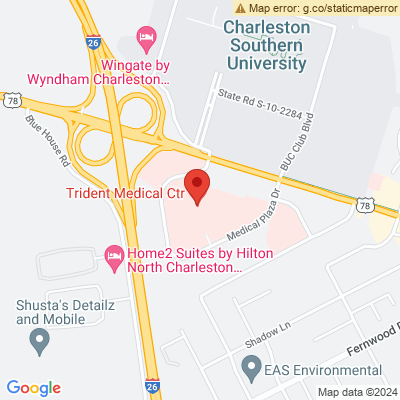 Map error: g.co/staticmaperror
Charleston
Southern
University
26
Wingate by
Wyndham Charleston...
State Rd S-10-2284
78
Blue House Rd
BUC Club Blvd
Trident Medical Ctr
Medical Plaza Dr
78
Home2 Suites by Hilton
North Charleston...
Shusta's Detailz
and Mobile
Shadow Ln
Fernwood
EAS Environmental
26
Google
Map data ©2024